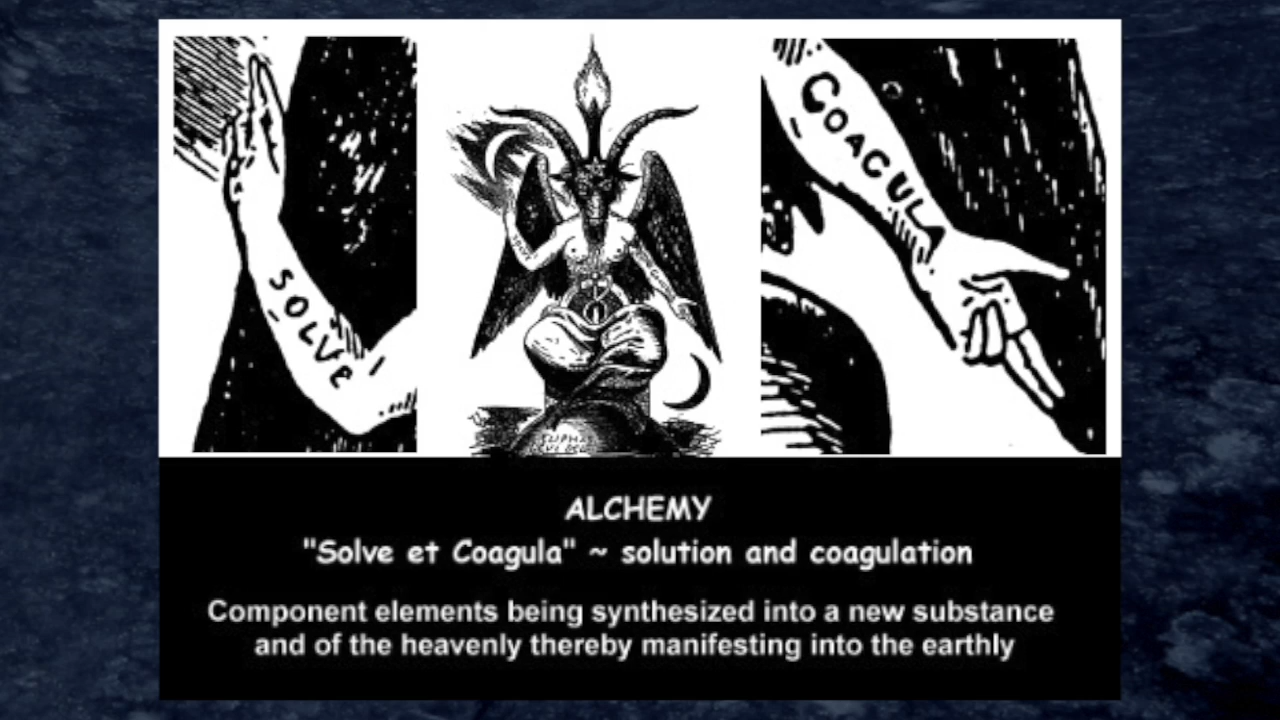 SOLVE
COAGULA
ALCHEMY
"Solve et Coagula" ~ solution and coagulation
Component elements being synthesized into a new substance
and of the heavenly thereby manifesting into the earthly